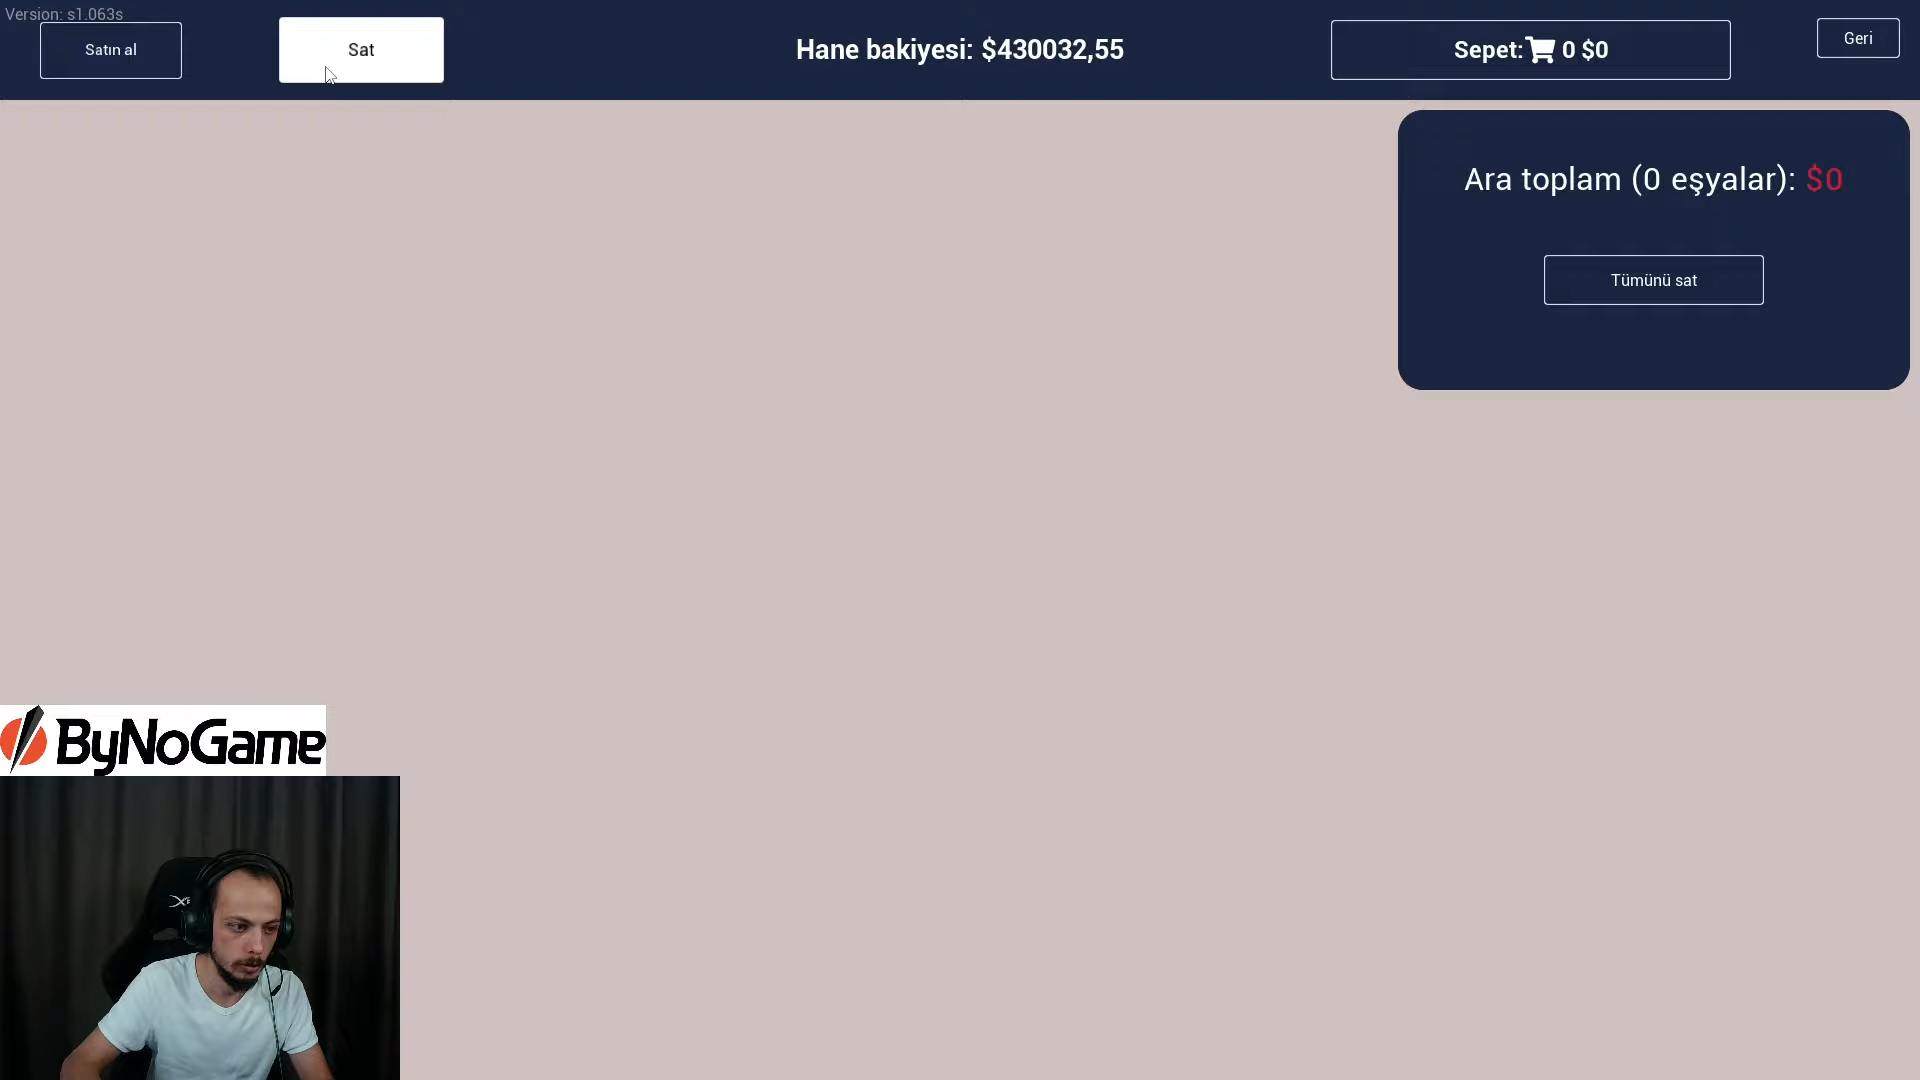 Version: s1.063s
Satın al
Sat
Hane bakiyesi: $430032,55
Sepet: 0 $0
Geri
Ara toplam (0 eşyalar): $0
Tümünü sat
ByNoGame